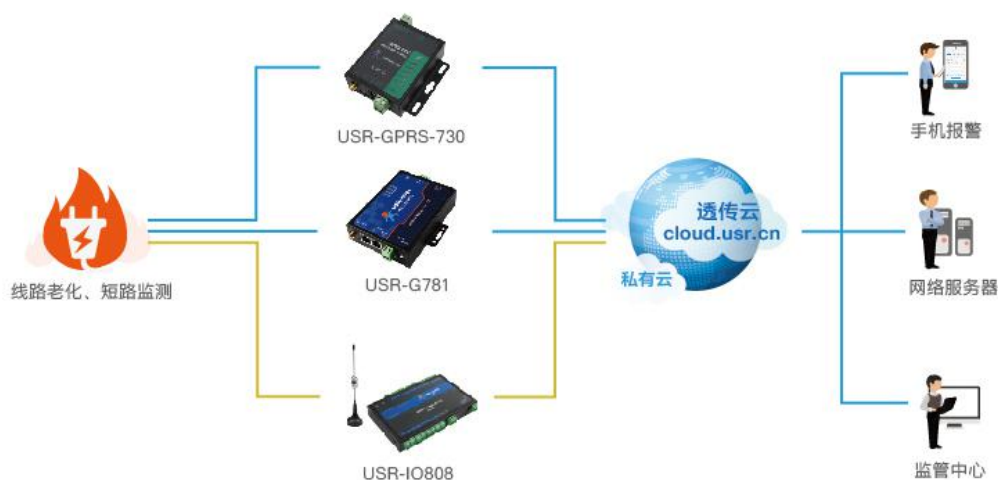 USR-GPRS-730
手机报警
透传云
cloud.usr.cn
USR-G781
私有云
线路老化、短路监测
网络服务器
USR-IO808
监管中心